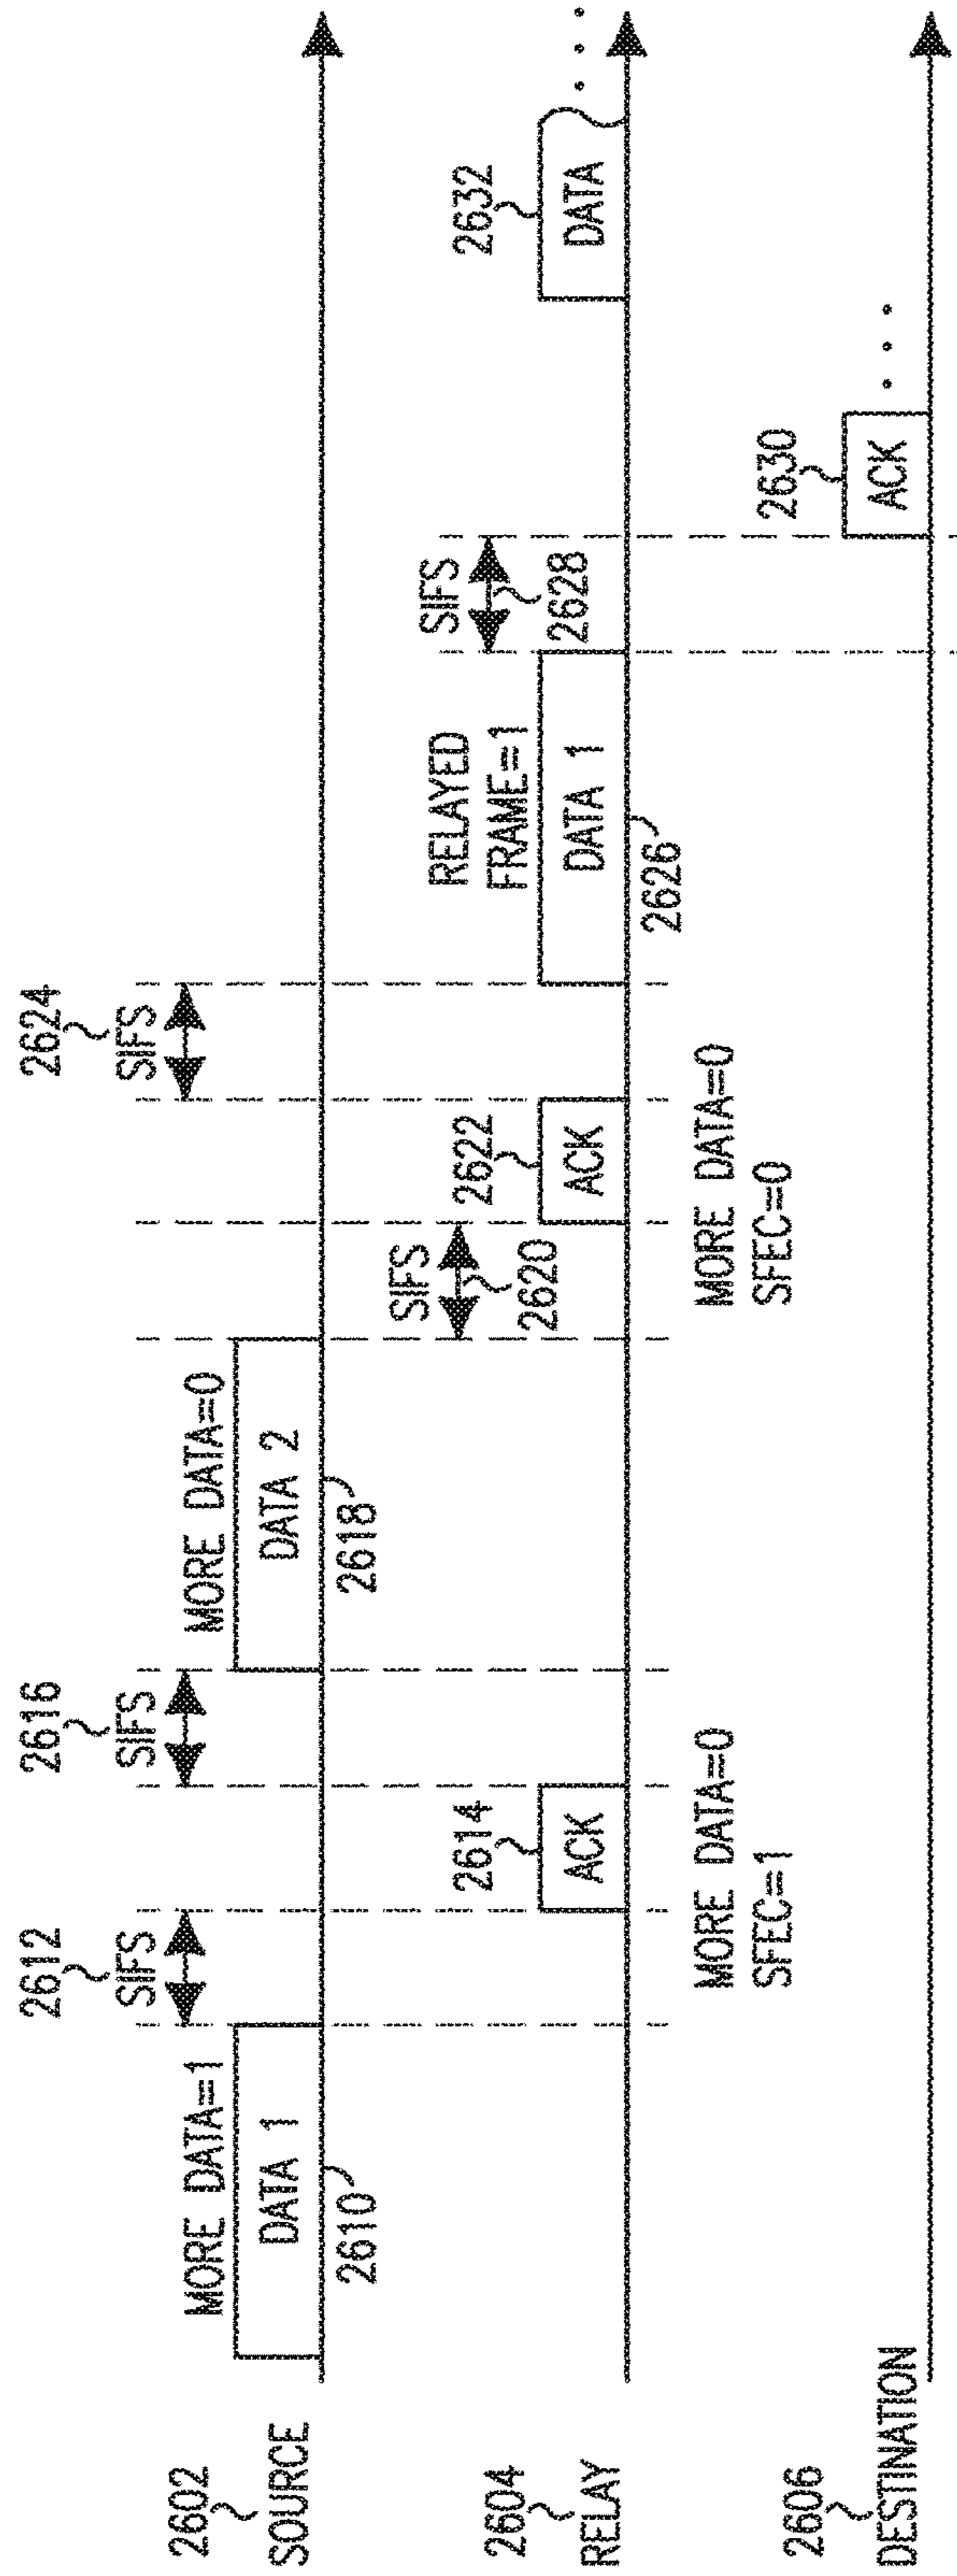 2602
SOURCE
MORE DATA=1
DATA 1
2610
2612
SIFS
2616
SIFS
MORE DATA=0
DATA 2
2618
2624
SIFS
2604
RELAY
2614
ACK
MORE DATA=0
SFEC=1
SIFS
2620
2622
ACK
MORE DATA=0
SFEC=0
RELAYED
FRAME=1
DATA 1
2626
SIFS
2628
2632
DATA
2606
DESTINATION
2630
ACK